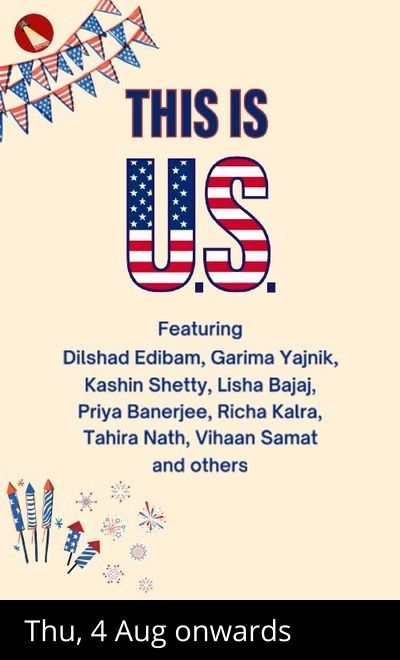 THIS IS
U.S.
Featuring
Dilshad Edibam, Garima Yajnik,
Kashin Shetty, Lisha Bajaj,
Priya Banerjee, Richa Kalra,
Tahira Nath, Vihaan Samat
and others
Thu, 4 Aug onwards